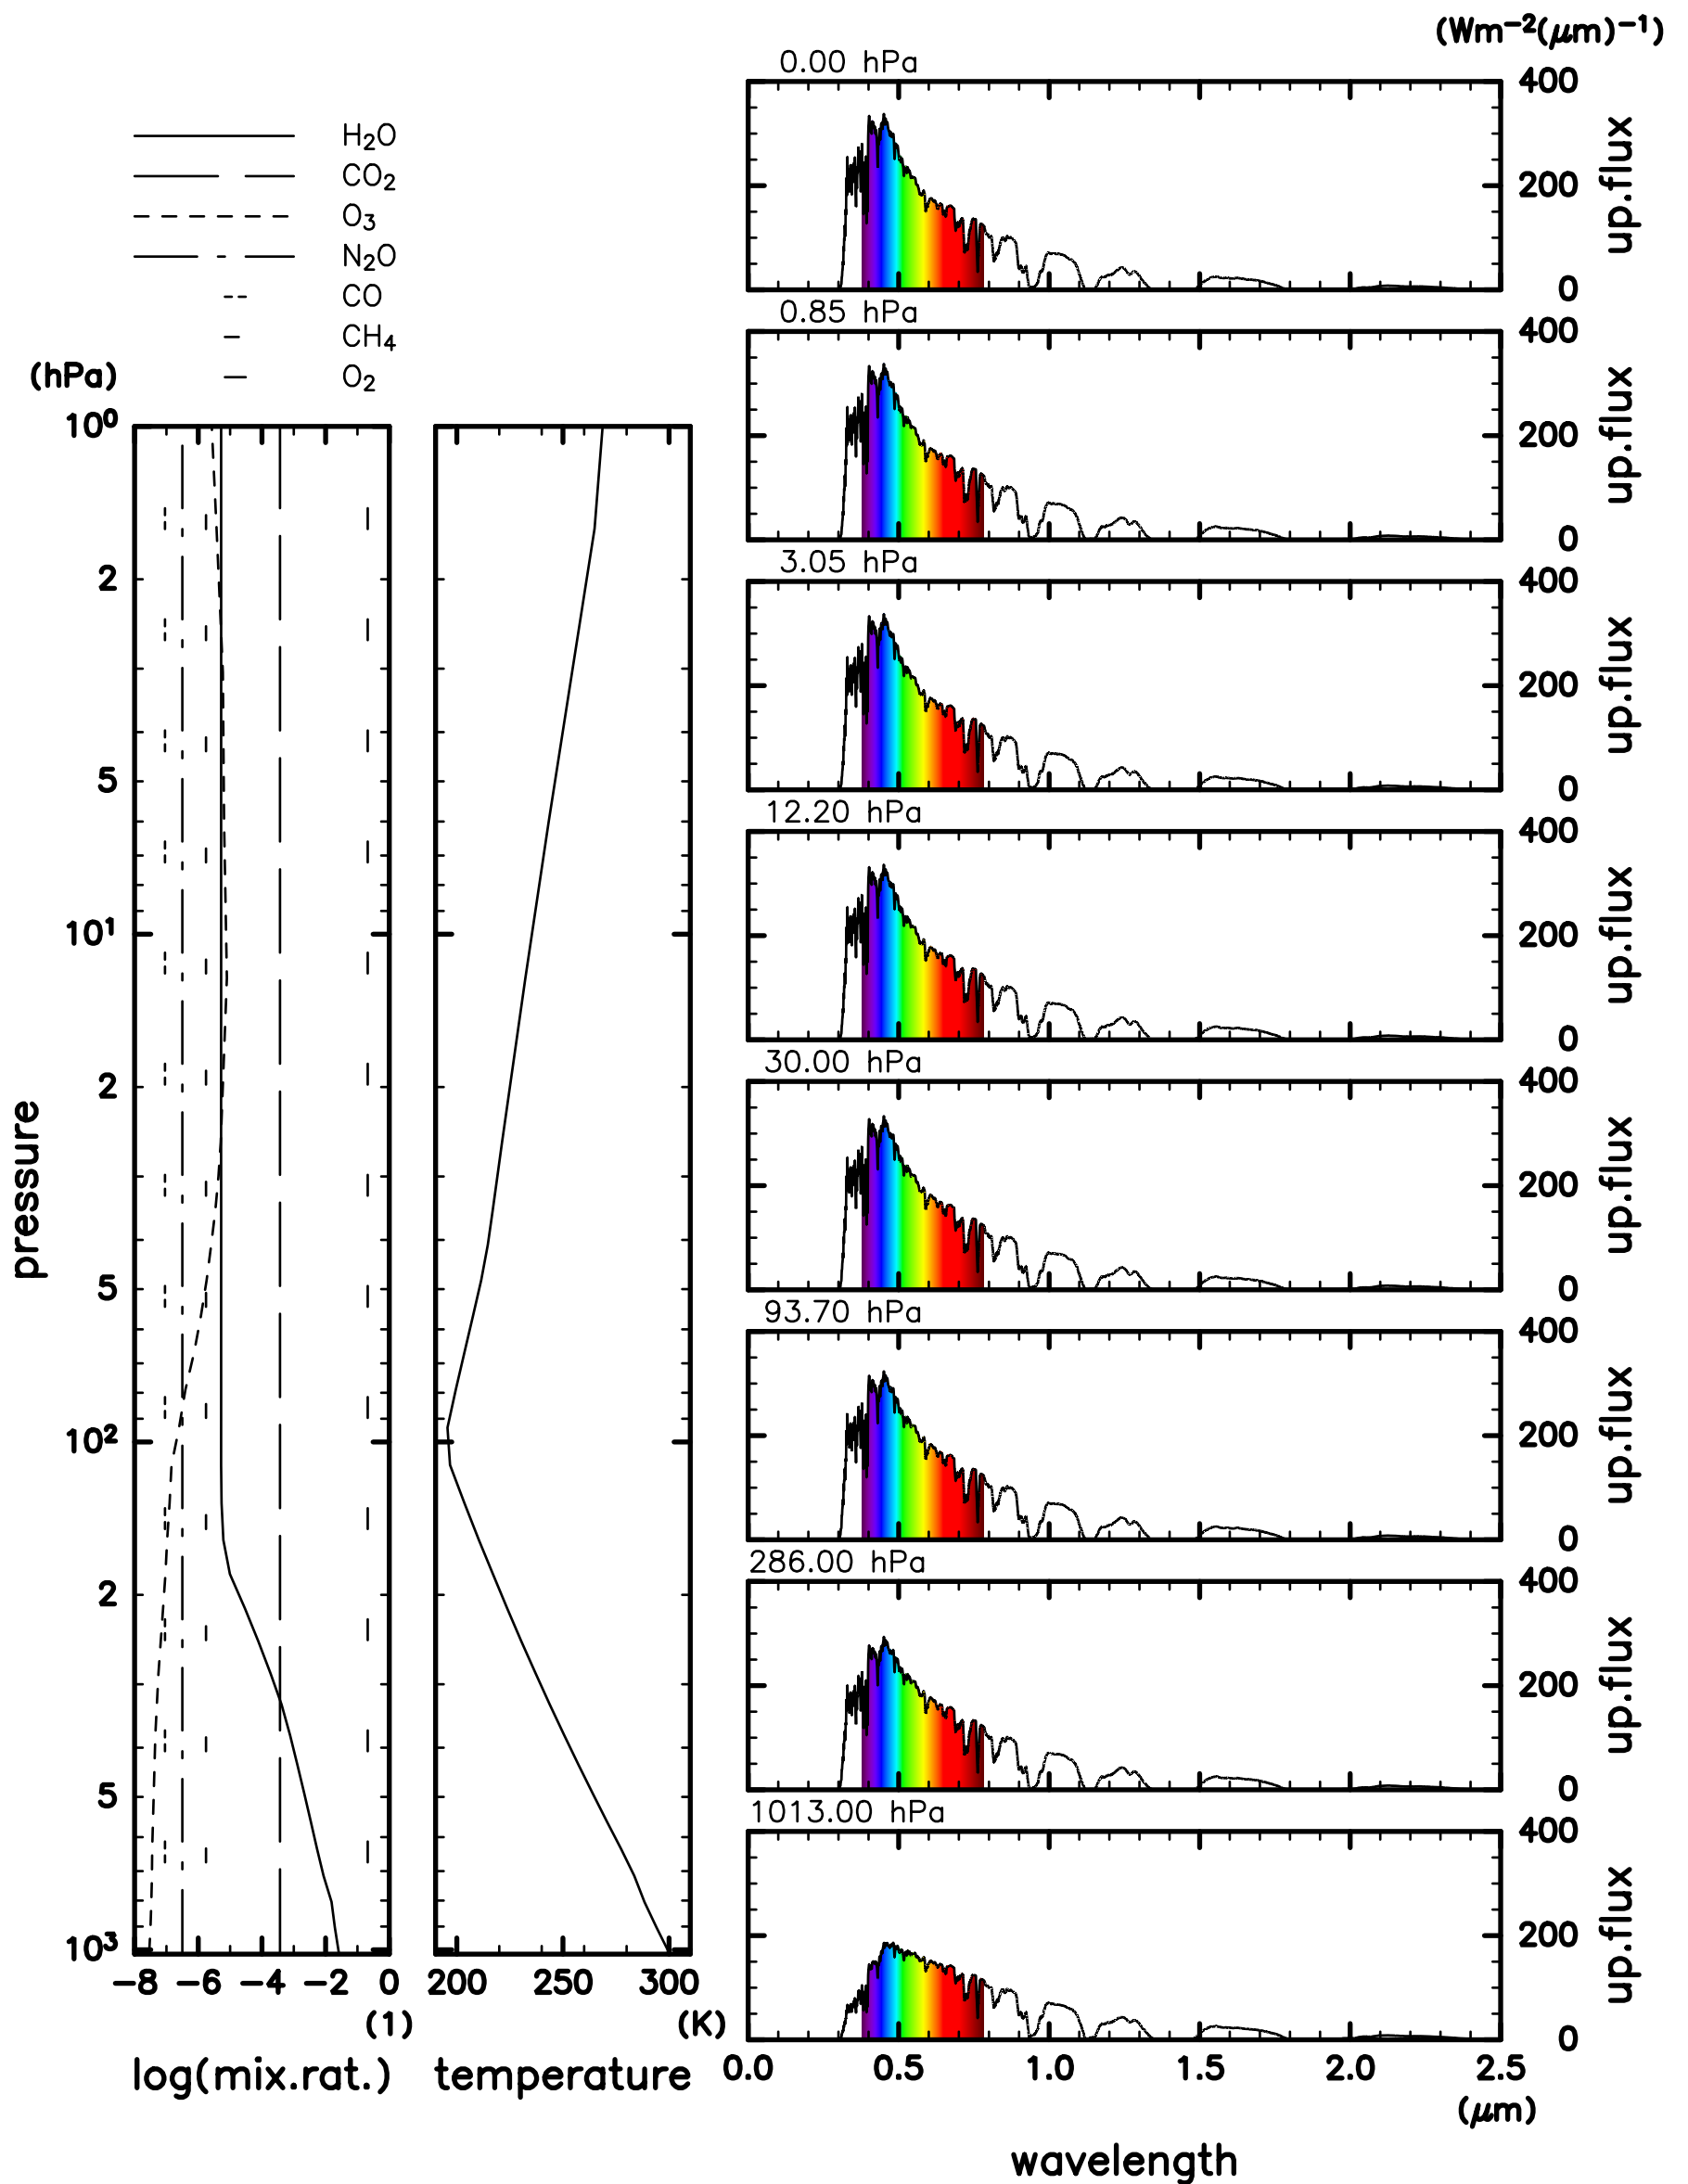 H₂O
CO₂
O₃
N₂O
CO
CH₄
O₂
(hPa)
10⁰
2
5
10¹
2
5
10²
2
5
10³
pressure
−8 −6 −4 −2 0
(1)
log(mix.rat.)
200 250 300
(K)
temperature
(Wm⁻²(μm)⁻¹)
0.00 hPa
400
200
0
up.flux
0.85 hPa
400
200
0
up.flux
3.05 hPa
400
200
0
up.flux
12.20 hPa
400
200
0
up.flux
30.00 hPa
400
200
0
up.flux
93.70 hPa
400
200
0
up.flux
286.00 hPa
400
200
0
up.flux
1013.00 hPa
400
200
0
up.flux
0.0 0.5 1.0 1.5 2.0 2.5
(μm)
wavelength